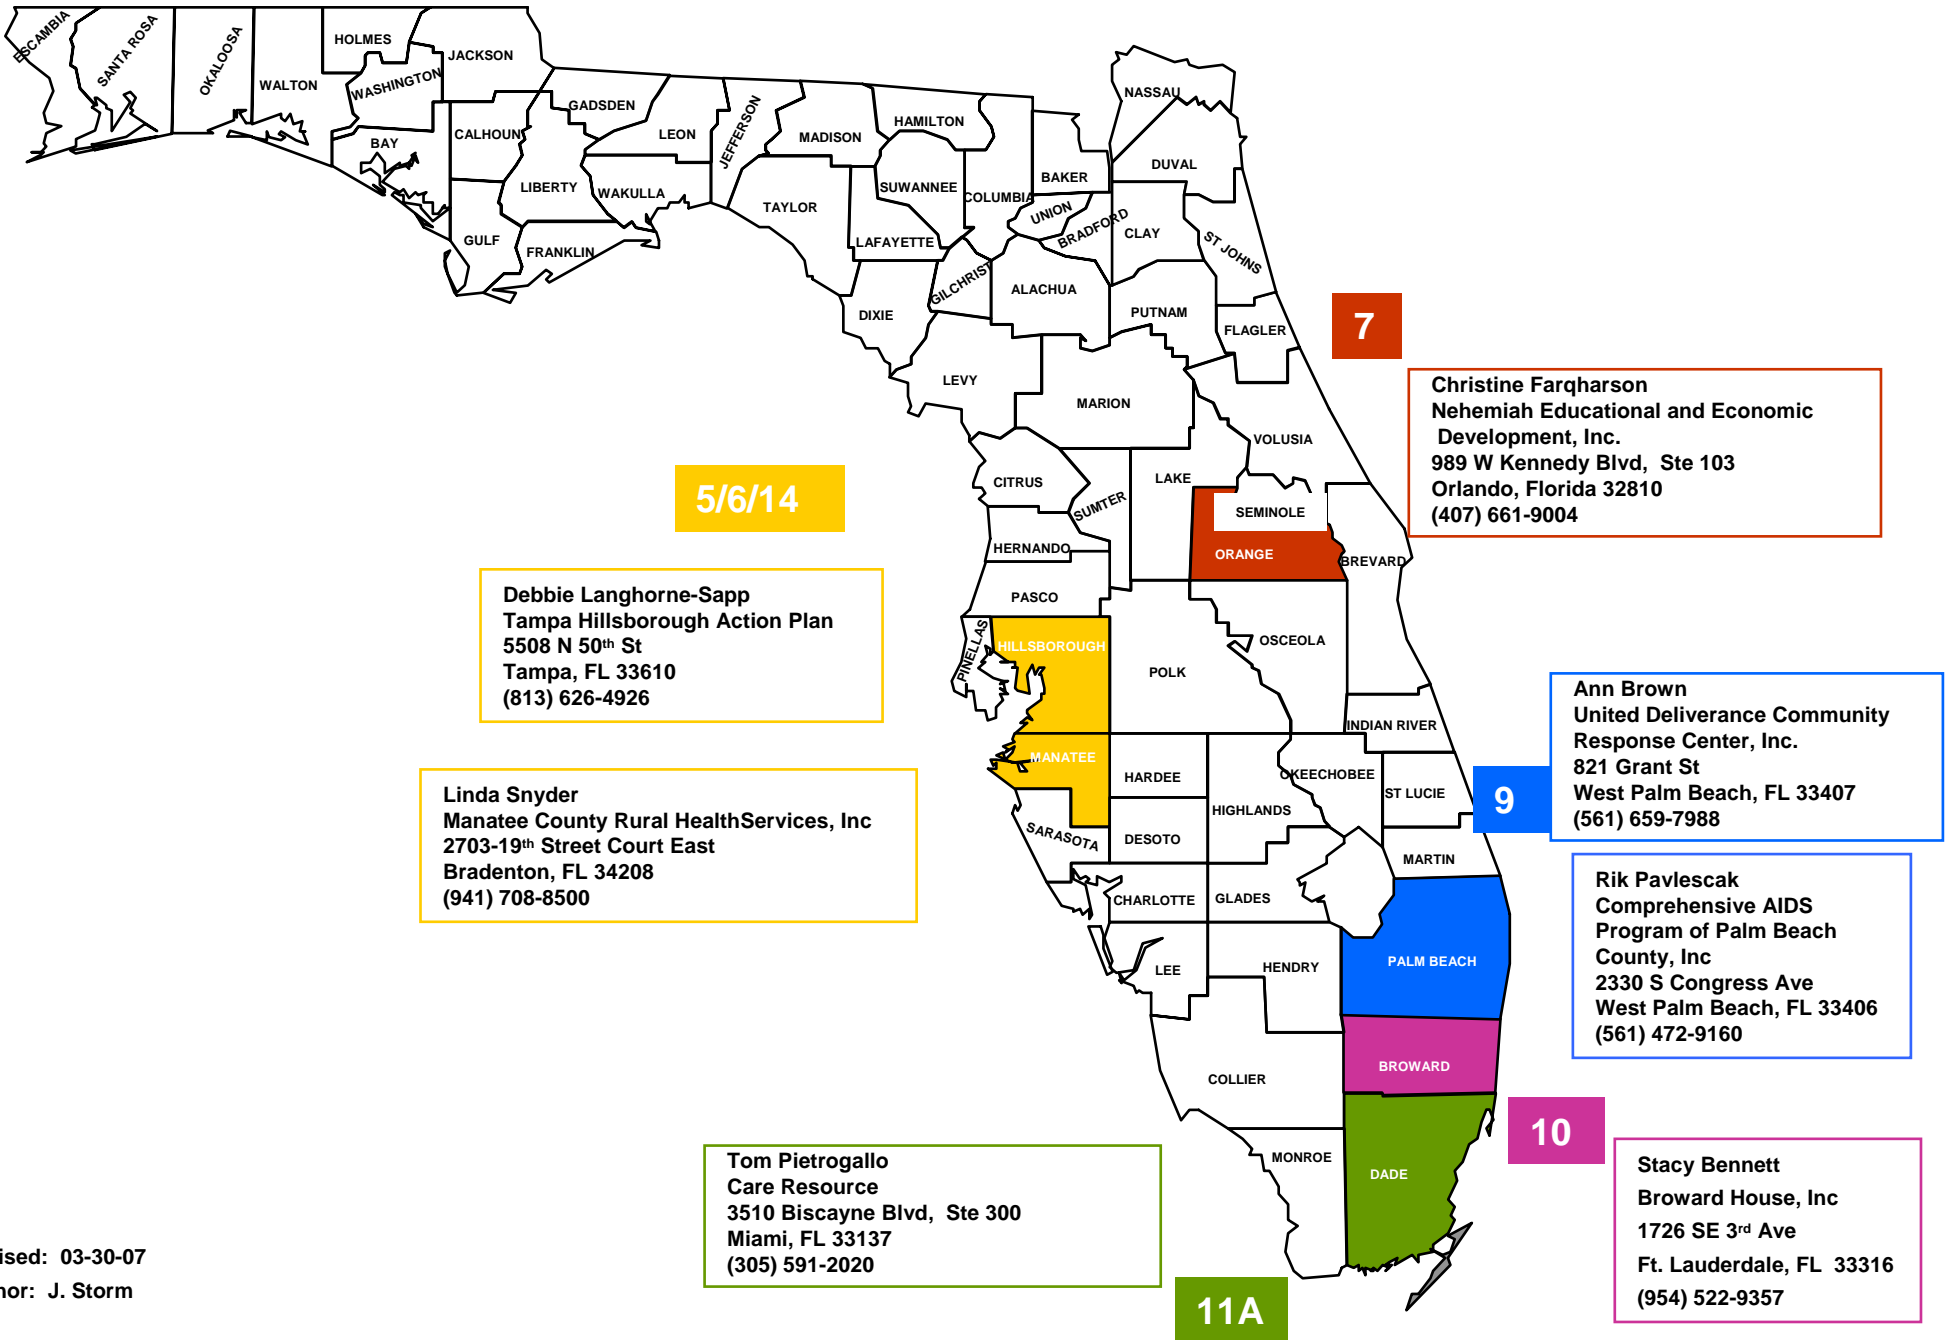 ESCAMBIA
SANTA ROSA
OKALOOSA
WALTON
HOLMES
WASHINGTON
JACKSON
BAY
CALHOUN
GULF
LIBERTY
GADSDEN
FRANKLIN
WAKULLA
LEON
JEFFERSON
MADISON
TAYLOR
HAMILTON
SUWANNEE
LAFAYETTE
DIXIE
COLUMBIA
GILCHRIST
BAKER
UNION
BRADFORD
ALACHUA
NASSAU
DUVAL
CLAY
ST JOHNS
PUTNAM
FLAGLER
LEVY
MARION
VOLUSIA
CITRUS
SUMTER
LAKE
SEMINOLE
ORANGE
HERNANDO
BREVARD
PASCO
PINELLAS
HILLSBOROUGH
POLK
OSCEOLA
INDIAN RIVER
MANATEE
HARDEE
HIGHLANDS
OKEECHOBEE
ST LUCIE
SARASOTA
DESOTO
MARTIN
CHARLOTTE
GLADES
LEE
HENDRY
PALM BEACH
COLLIER
BROWARD
MONROE
DADE
7
Christine Farqharson
Nehemiah Educational and Economic
Development, Inc.
989 W Kennedy Blvd, Ste 103
Orlando, Florida 32810
(407) 661-9004
5/6/14
Debbie Langhorne-Sapp
Tampa Hillsborough Action Plan
5508 N 50th St
Tampa, FL 33610
(813) 626-4926
Linda Snyder
Manatee County Rural HealthServices, Inc
2703-19th Street Court East
Bradenton, FL 34208
(941) 708-8500
9
Ann Brown
United Deliverance Community
Response Center, Inc.
821 Grant St
West Palm Beach, FL 33407
(561) 659-7988
Rik Pavlescak
Comprehensive AIDS
Program of Palm Beach
County, Inc
2330 S Congress Ave
West Palm Beach, FL 33406
(561) 472-9160
10
Stacy Bennett
Broward House, Inc
1726 SE 3rd Ave
Ft. Lauderdale, FL 33316
(954) 522-9357
Tom Pietrogallo
Care Resource
3510 Biscayne Blvd, Ste 300
Miami, FL 33137
(305) 591-2020
11A
ised: 03-30-07
hor: J. Storm